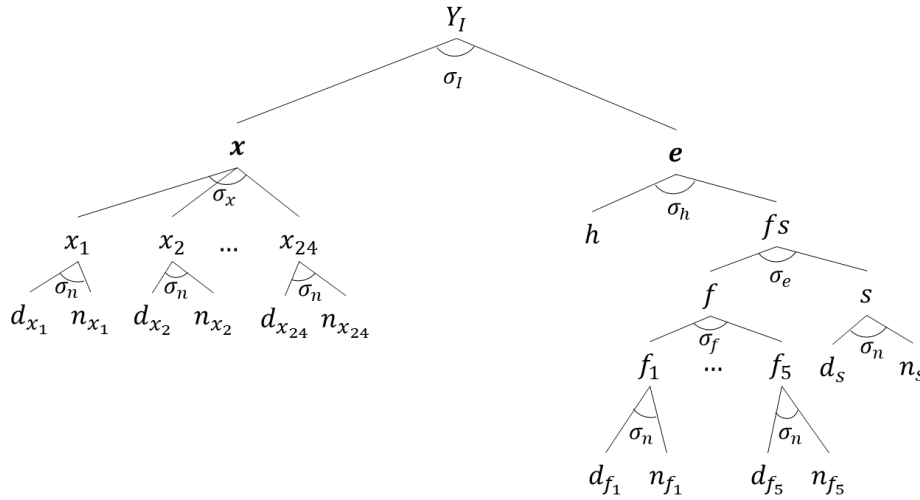 Y_I
σ_I
x e
σ_x σ_h
x_1 x_2 ... x_24 h fs
σ_n σ_n σ_n σ_e
d_{x_1} n_{x_1} d_{x_2} n_{x_2} d_{x_24} n_{x_24} f s
σ_f σ_n
f_1 ... f_5 d_s n_s
σ_n σ_n
d_{f_1} n_{f_1} d_{f_5} n_{f_5}